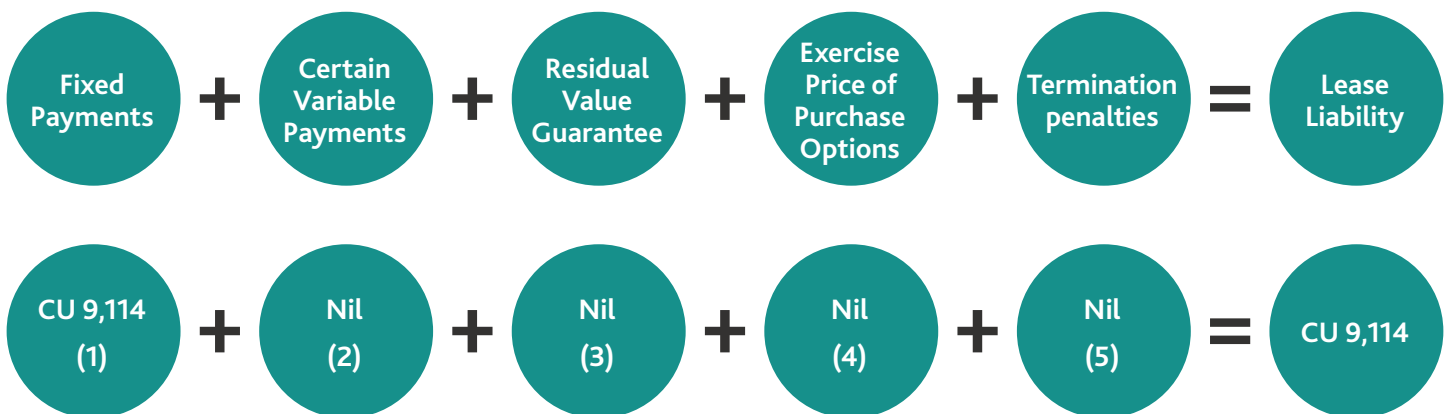 Fixed
Payments
+
Certain
Variable
Payments
+
Residual
Value
Guarantee
+
Exercise
Price of
Purchase
Options
+
Termination
penalties
=
Lease
Liability
CU 9,114
(1)
+
Nil
(2)
+
Nil
(3)
+
Nil
(4)
+
Nil
(5)
=
CU 9,114